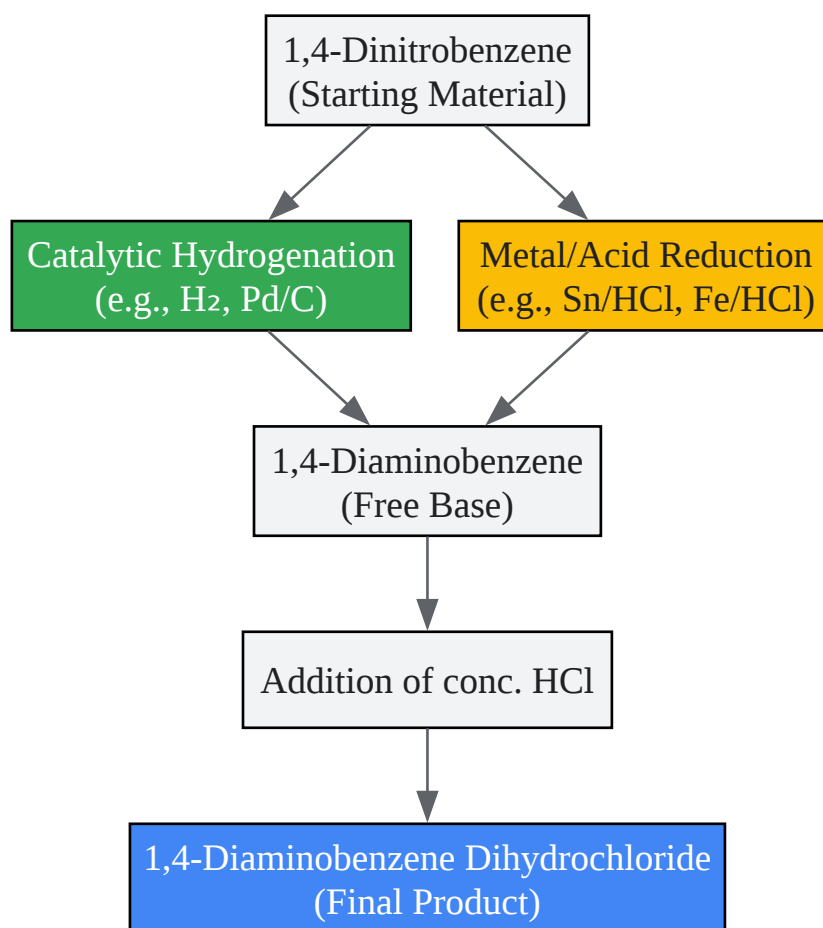 1,4-Dinitrobenzene
(Starting Material)
Catalytic Hydrogenation
(e.g., H₂, Pd/C)
Metal/Acid Reduction
(e.g., Sn/HCl, Fe/HCl)
1,4-Diaminobenzene
(Free Base)
Addition of conc. HCl
1,4-Diaminobenzene Dihydrochloride
(Final Product)